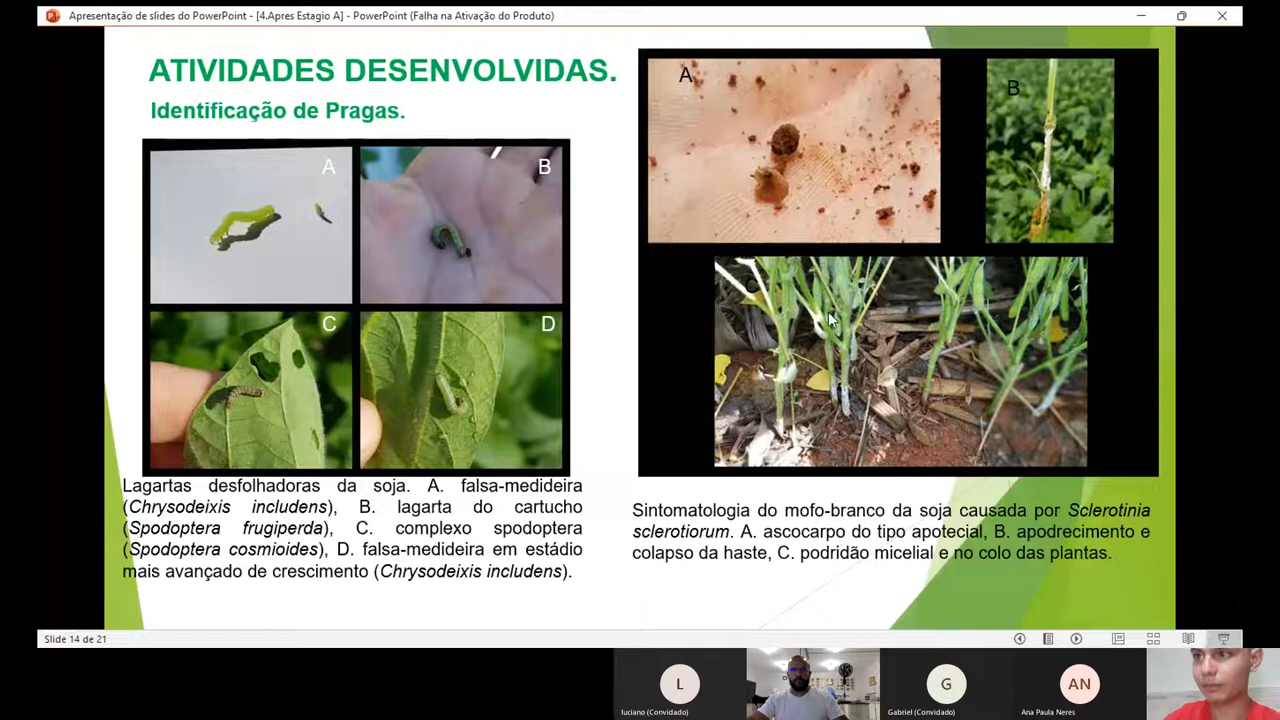 Apresentação de slides do PowerPoint - [4.Apres Estagio A] - PowerPoint (Falha na Ativação do Produto)
ATIVIDADES DESENVOLVIDAS.
Identificação de Pragas.
A
B
C
D
Lagartas desfolhadoras da soja. A. falsa-medideira
(Chrysodeixis includens), B. lagarta do cartucho
(Spodoptera frugiperda), C. complexo spodoptera
(Spodoptera cosmioides), D. falsa-medideira em estádio
mais avançado de crescimento (Chrysodeixis includens).
A
B
C
Sintomatologia do mofo-branco da soja causada por Sclerotinia
sclerotiorum. A. ascocarpo do tipo apotecial, B. apodrecimento e
colapso da haste, C. podridão micelial e no colo das plantas.
Slide 14 de 21
L
luciano (Convidado)
G
Gabriel (Convidado)
AN
Ana Paula Neres